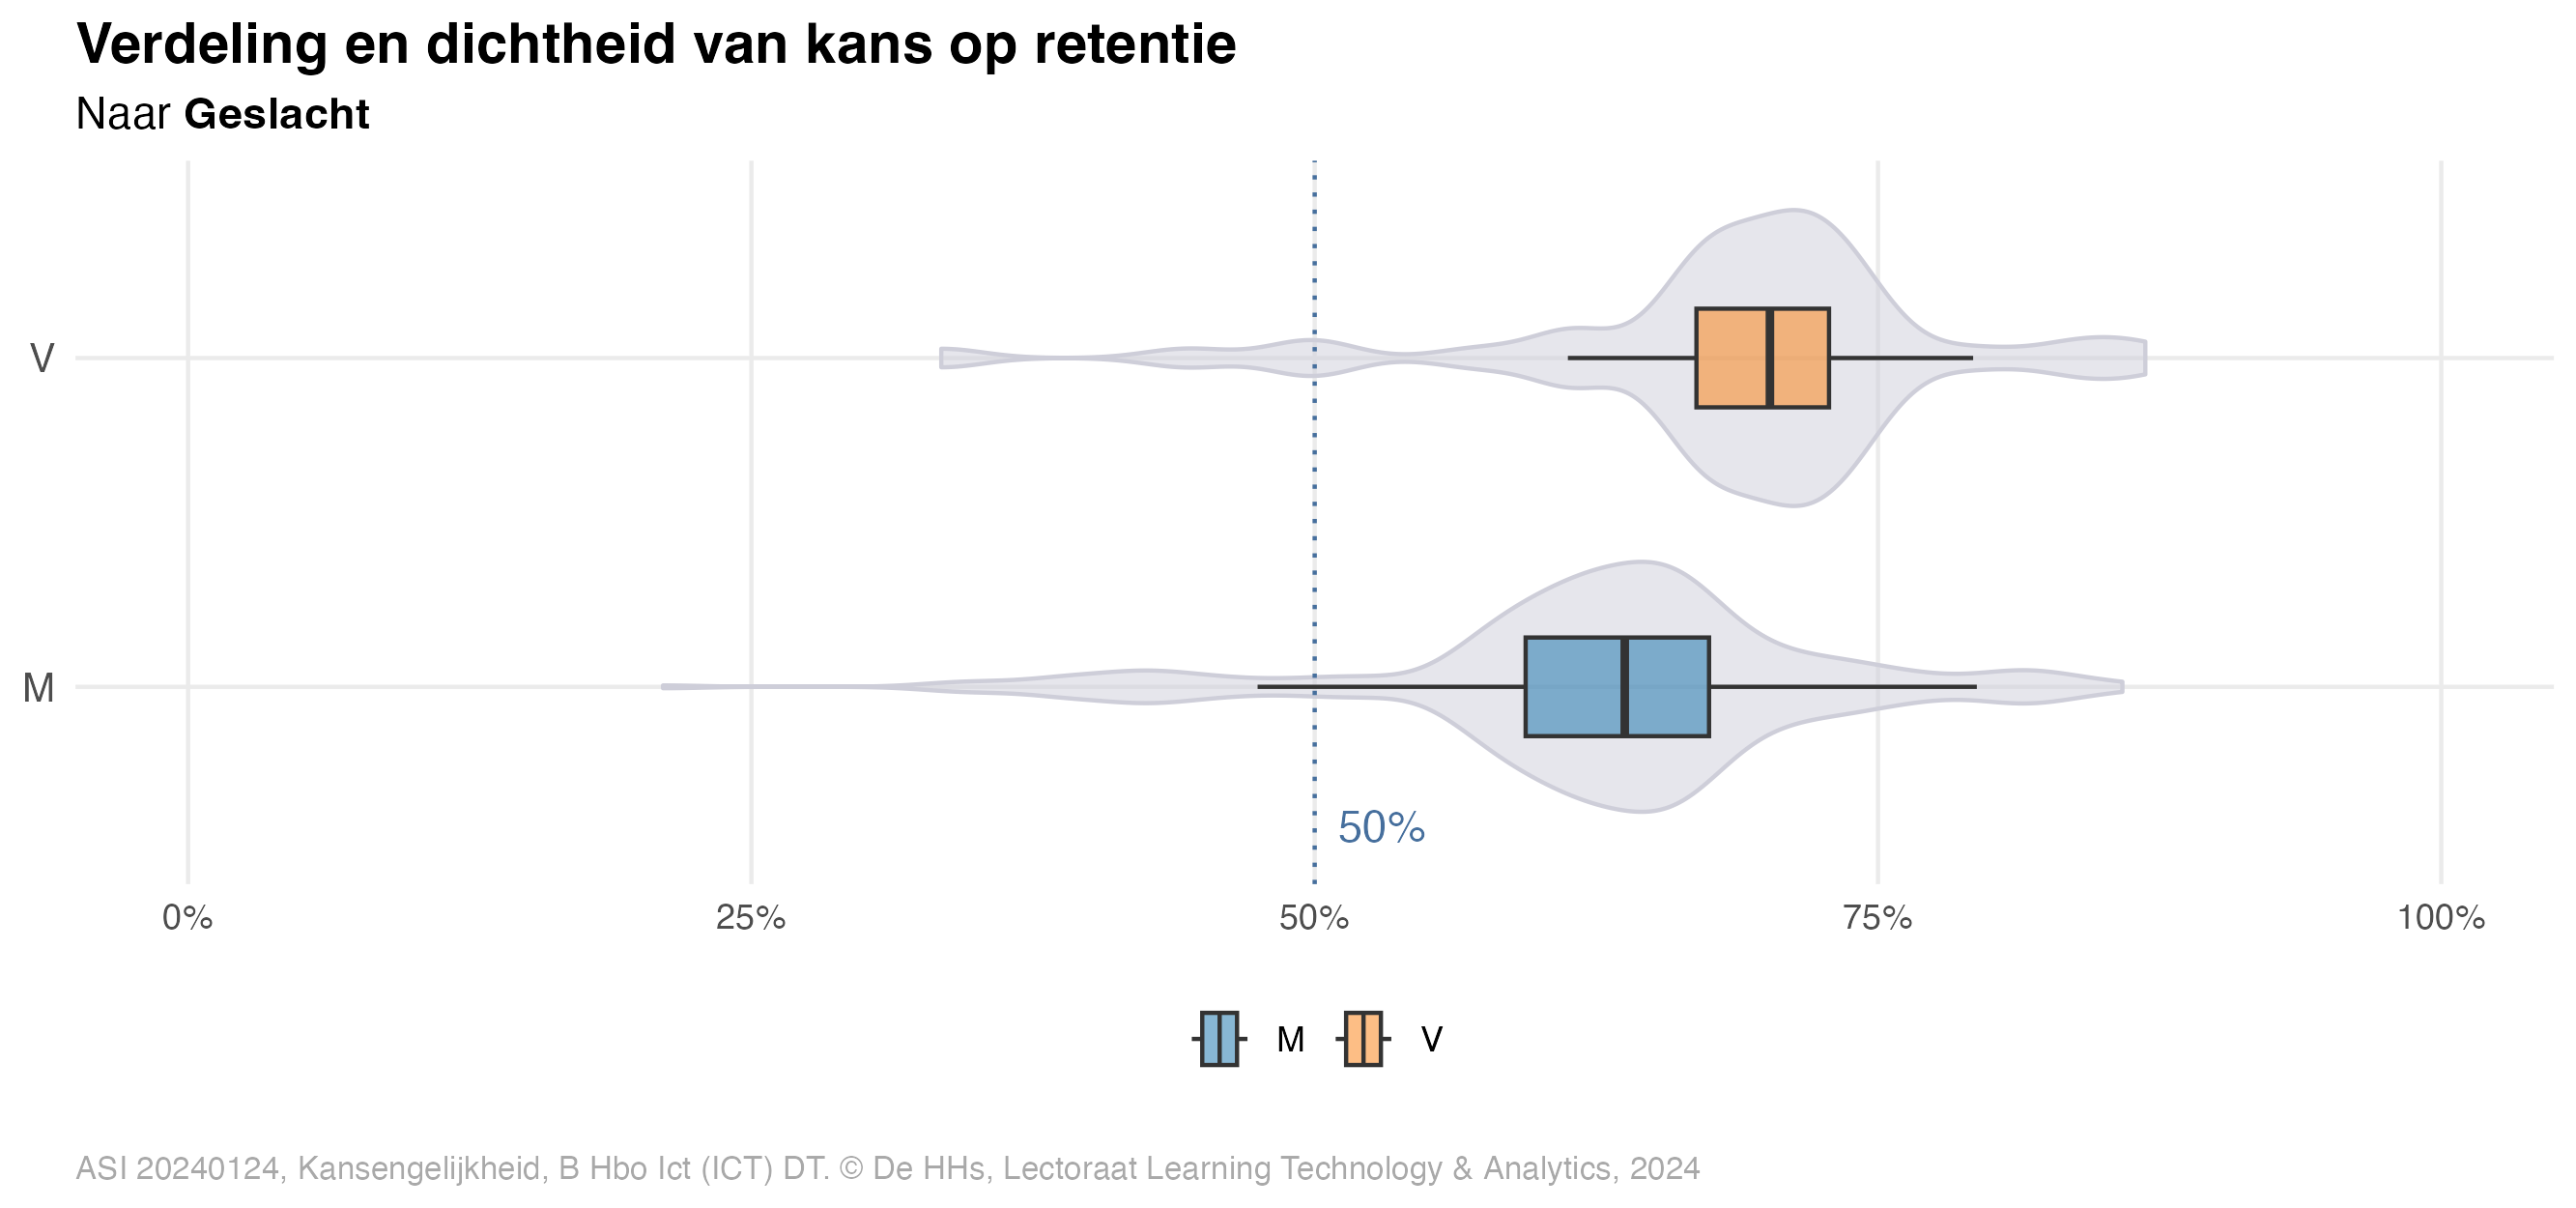 Verdeling en dichtheid van kans op retentie
Naar Geslacht
V
M
50%
0% 25% 50% 75% 100%
M V
ASI 20240124, Kansengelijkheid, B Hbo Ict (ICT) DT. © De HHs, Lectoraat Learning Technology & Analytics, 2024